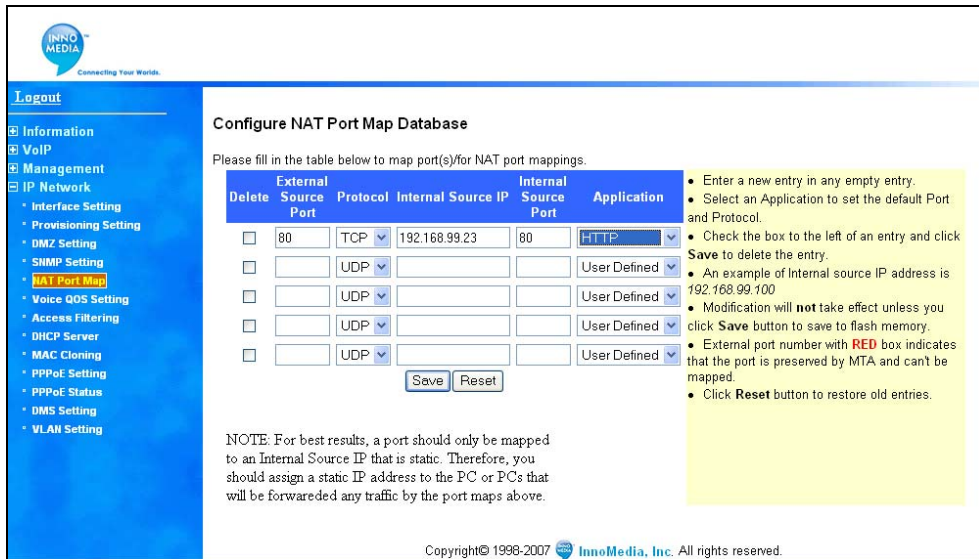 INNO
MEDIA
™
Connecting Your Worlds.
Logout
Information
VoIP
Management
IP Network
Interface Setting
Provisioning Setting
DMZ Setting
SNMP Setting
NAT Port Map
Voice QOS Setting
Access Filtering
DHCP Server
MAC Cloning
PPPoE Setting
PPPoE Status
DMS Setting
VLAN Setting
Configure NAT Port Map Database
Please fill in the table below to map port(s)/for NAT port mappings.
Delete External Source Port Protocol Internal Source IP Internal Source Port Application
80 TCP 192.168.99.23 80 HTTP
UDP User Defined
UDP User Defined
UDP User Defined
UDP User Defined
Save Reset
NOTE: For best results, a port should only be mapped
to an Internal Source IP that is static. Therefore, you
should assign a static IP address to the PC or PCs that
will be forwareded any traffic by the port maps above.
• Enter a new entry in any empty entry.
• Select an Application to set the default Port
and Protocol.
• Check the box to the left of an entry and click
Save to delete the entry.
• An example of Internal source IP address is
192.168.99.100
• Modification will not take effect unless you
click Save button to save to flash memory.
• External port number with RED box indicates
that the port is preserved by MTA and can't be
mapped.
• Click Reset button to restore old entries.
Copyright© 1998-2007 INNO MEDIA InnoMedia, Inc. All rights reserved.